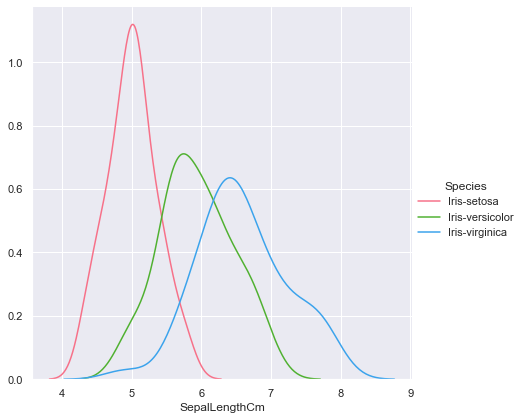 1.0
0.8
0.6
0.4
0.2
0.0
4 5 6 7 8 9
SepalLengthCm
Species
Iris-setosa
Iris-versicolor
Iris-virginica